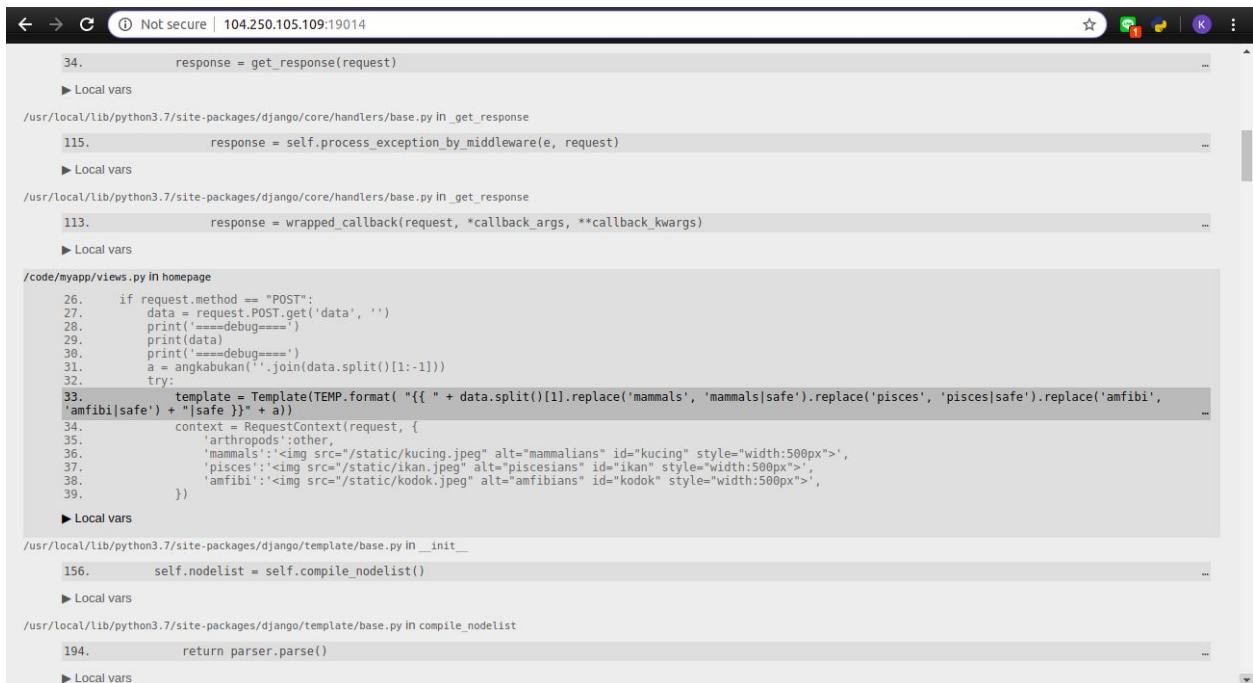 Not secure | 104.250.105.109:19014
1
K
34. response = get_response(request) …
▶ Local vars
/usr/local/lib/python3.7/site-packages/django/core/handlers/base.py in _get_response
115. response = self.process_exception_by_middleware(e, request) …
▶ Local vars
/usr/local/lib/python3.7/site-packages/django/core/handlers/base.py in _get_response
113. response = wrapped_callback(request, *callback_args, **callback_kwargs) …
▶ Local vars
/code/myapp/views.py in homepage
26. if request.method == "POST":
27. data = request.POST.get('data', '')
28. print('====debug====')
29. print(data)
30. print('====debug====')
31. a = angkabukan(''.join(data.split()[1:-1]))
32. try:
33. template = Template(TEMP.format( "{{ " + data.split()[1].replace('mammals', 'mammals|safe').replace('pisces', 'pisces|safe').replace('amfibi',
'amfibi|safe') + "|safe }}" + a)) …
34. context = RequestContext(request, {
35. 'arthropods':other,
36. 'mammals':'<img src="/static/kucing.jpeg" alt="mammalians" id="kucing" style="width:500px">',
37. 'pisces':'<img src="/static/ikan.jpeg" alt="piscesians" id="ikan" style="width:500px">',
38. 'amfibi':'<img src="/static/kodok.jpeg" alt="amfibians" id="kodok" style="width:500px">',
39. })
▶ Local vars
/usr/local/lib/python3.7/site-packages/django/template/base.py in __init__
156. self.nodelist = self.compile_nodelist() …
▶ Local vars
/usr/local/lib/python3.7/site-packages/django/template/base.py in compile_nodelist
194. return parser.parse() …
▶ Local vars